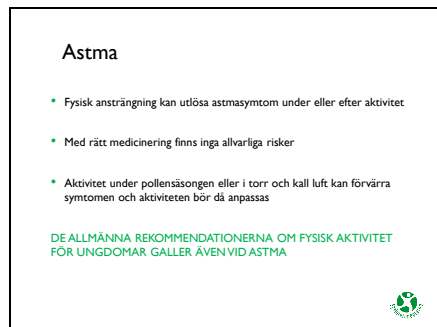 Astma
• Fysisk ansträngning kan utlösa astmasymtom under eller efter aktivitet
• Med rätt medicinering finns inga allvarliga risker
• Aktivitet under pollensäsongen eller i torr och kall luft kan förvärra
symtomen och aktiviteten bör då anpassas
DE ALLMÄNNA REKOMMENDATIONERNA OM FYSISK AKTIVITET
FÖR UNGDOMAR GALLER ÄVEN VID ASTMA